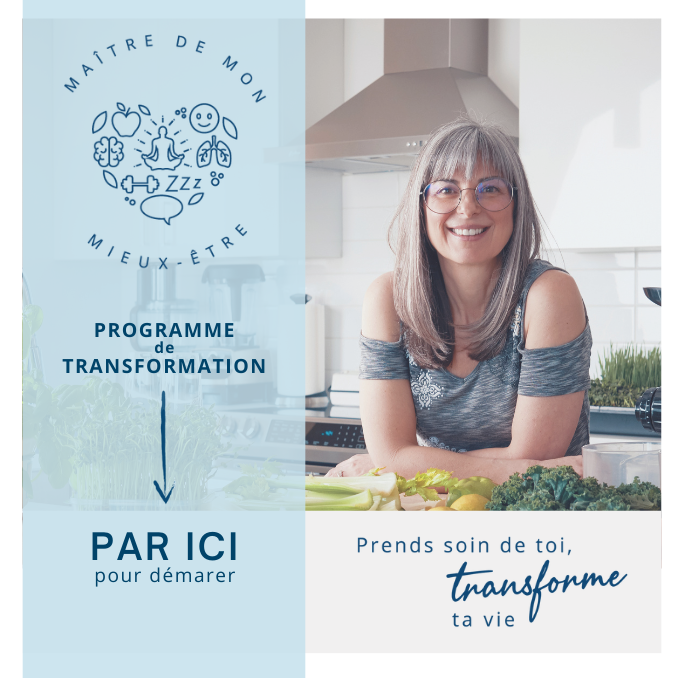 MAÎTRE DE MON
ZZz
MIEUX-ÊTRE
PROGRAMME
de
TRANSFORMATION
PAR ICI
pour démarer
Prends soin de toi,
transforme
ta vie